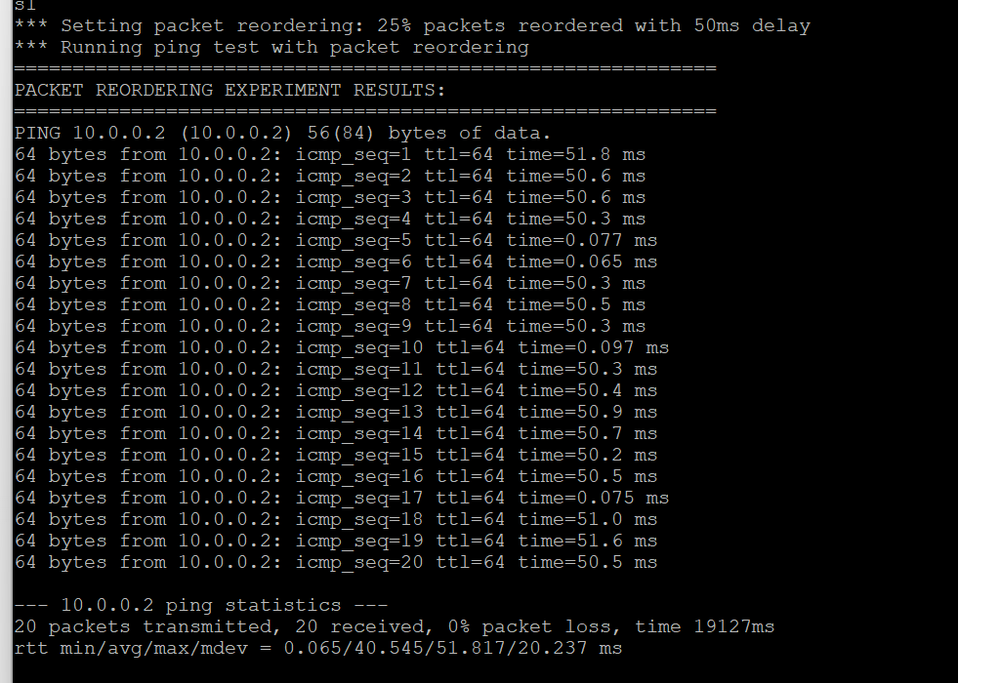 s1
*** Setting packet reordering: 25% packets reordered with 50ms delay
*** Running ping test with packet reordering
============================================================
PACKET REORDERING EXPERIMENT RESULTS:
============================================================
PING 10.0.0.2 (10.0.0.2) 56(84) bytes of data.
64 bytes from 10.0.0.2: icmp_seq=1 ttl=64 time=51.8 ms
64 bytes from 10.0.0.2: icmp_seq=2 ttl=64 time=50.6 ms
64 bytes from 10.0.0.2: icmp_seq=3 ttl=64 time=50.6 ms
64 bytes from 10.0.0.2: icmp_seq=4 ttl=64 time=50.3 ms
64 bytes from 10.0.0.2: icmp_seq=5 ttl=64 time=0.077 ms
64 bytes from 10.0.0.2: icmp_seq=6 ttl=64 time=0.065 ms
64 bytes from 10.0.0.2: icmp_seq=7 ttl=64 time=50.3 ms
64 bytes from 10.0.0.2: icmp_seq=8 ttl=64 time=50.5 ms
64 bytes from 10.0.0.2: icmp_seq=9 ttl=64 time=50.3 ms
64 bytes from 10.0.0.2: icmp_seq=10 ttl=64 time=0.097 ms
64 bytes from 10.0.0.2: icmp_seq=11 ttl=64 time=50.3 ms
64 bytes from 10.0.0.2: icmp_seq=12 ttl=64 time=50.4 ms
64 bytes from 10.0.0.2: icmp_seq=13 ttl=64 time=50.9 ms
64 bytes from 10.0.0.2: icmp_seq=14 ttl=64 time=50.7 ms
64 bytes from 10.0.0.2: icmp_seq=15 ttl=64 time=50.2 ms
64 bytes from 10.0.0.2: icmp_seq=16 ttl=64 time=50.5 ms
64 bytes from 10.0.0.2: icmp_seq=17 ttl=64 time=0.075 ms
64 bytes from 10.0.0.2: icmp_seq=18 ttl=64 time=51.0 ms
64 bytes from 10.0.0.2: icmp_seq=19 ttl=64 time=51.6 ms
64 bytes from 10.0.0.2: icmp_seq=20 ttl=64 time=50.5 ms
--- 10.0.0.2 ping statistics ---
20 packets transmitted, 20 received, 0% packet loss, time 19127ms
rtt min/avg/max/mdev = 0.065/40.545/51.817/20.237 ms